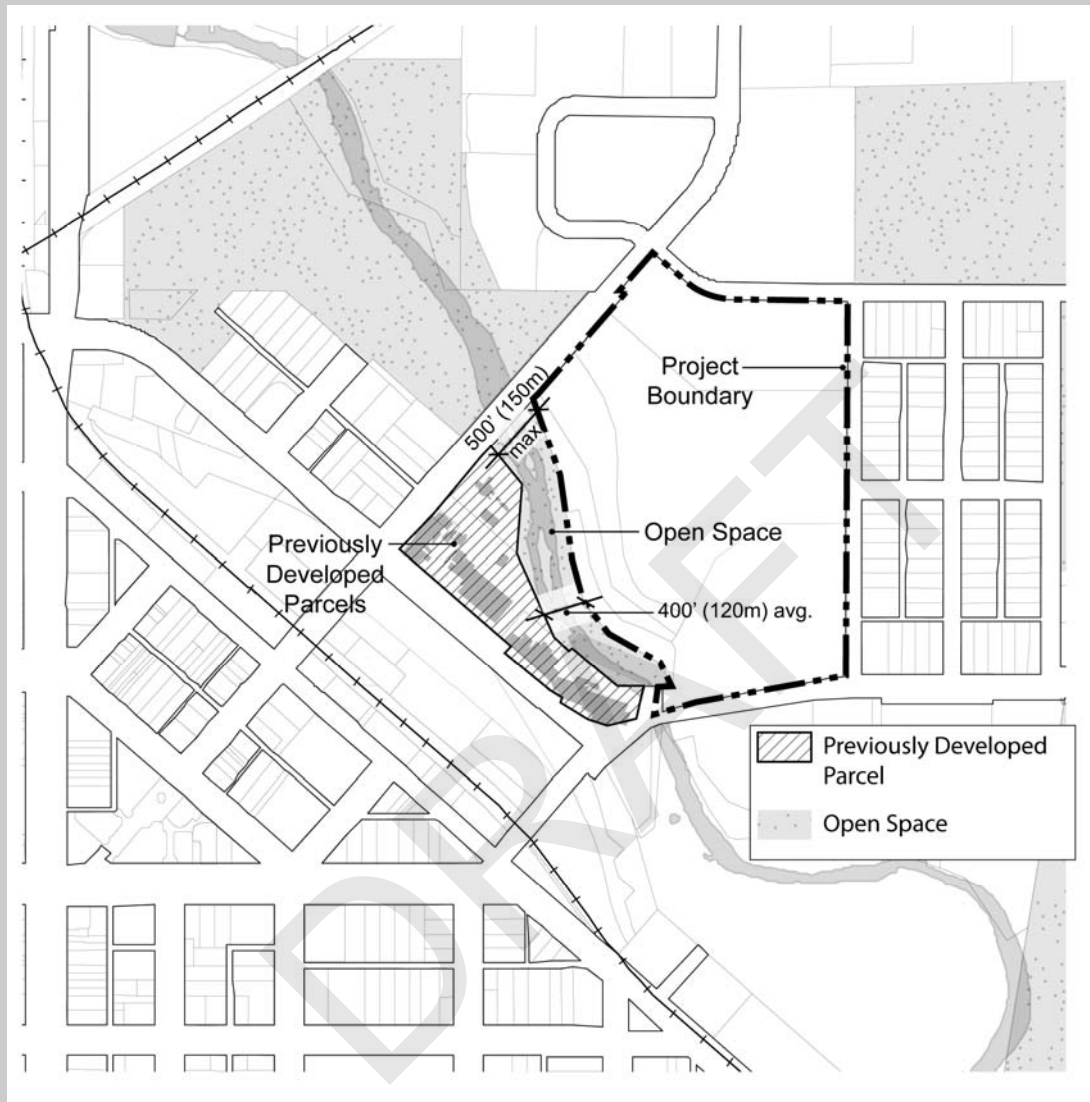 500' (150m)
max
Project
Boundary
Open Space
Previously
Developed
Parcels
400' (120m) avg.
DRAFT
Previously Developed
Parcel
Open Space